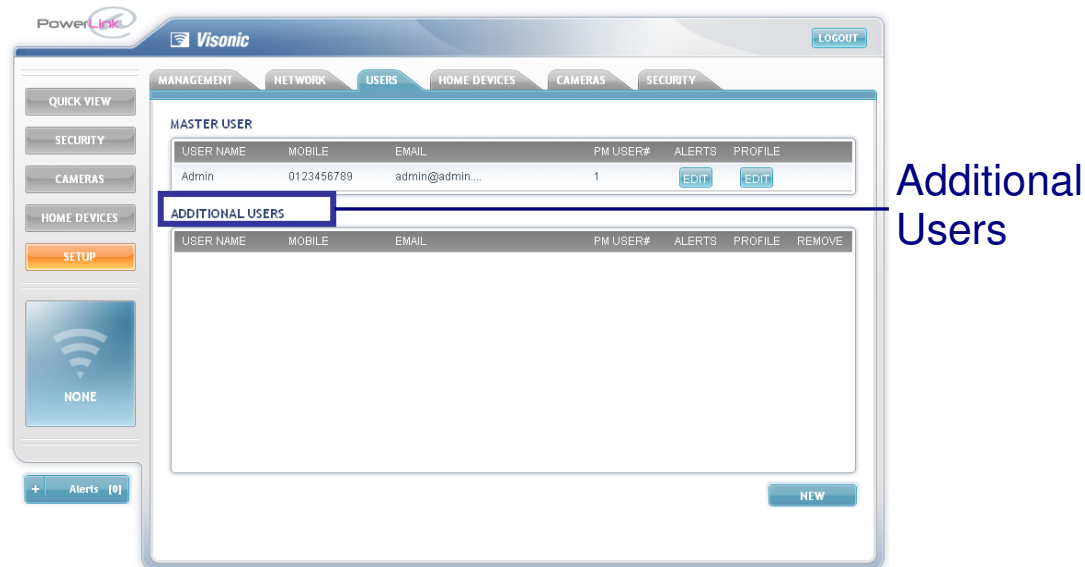 PowerLink
Visonic
LOGOUT
MANAGEMENT NETWORK USERS HOME DEVICES CAMERAS SECURITY
QUICK VIEW
SECURITY
CAMERAS
HOME DEVICES
SETUP
NONE
+ Alerts [0]
MASTER USER
USER NAME MOBILE EMAIL PM USER# ALERTS PROFILE
Admin 0123456789 admin@admin.... 1 EDIT EDIT
ADDITIONAL USERS
USER NAME MOBILE EMAIL PM USER# ALERTS PROFILE REMOVE
NEW
Additional
Users